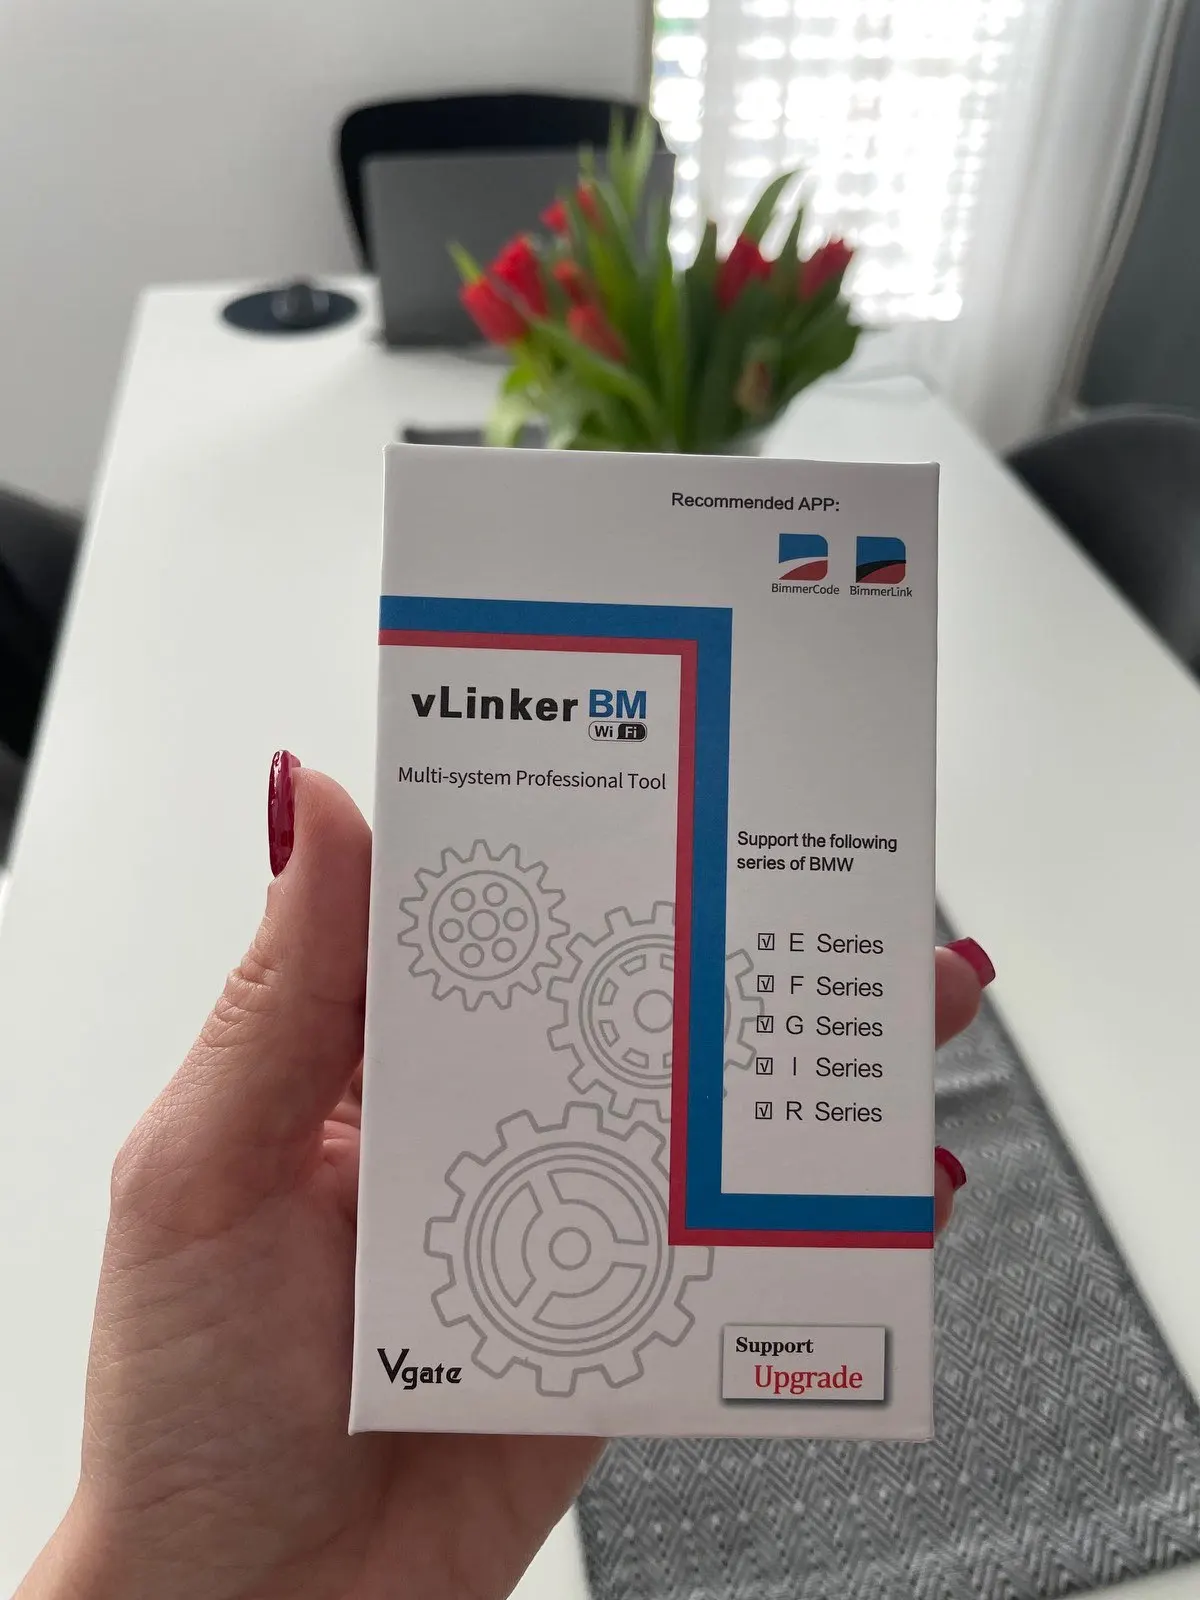 Recommended APP:
BimmerCode BimmerLink
vLinker BM
Wi Fi
Multi-system Professional Tool
Support the following
series of BMW
E Series
F Series
G Series
I Series
R Series
Vgate
Support
Upgrade